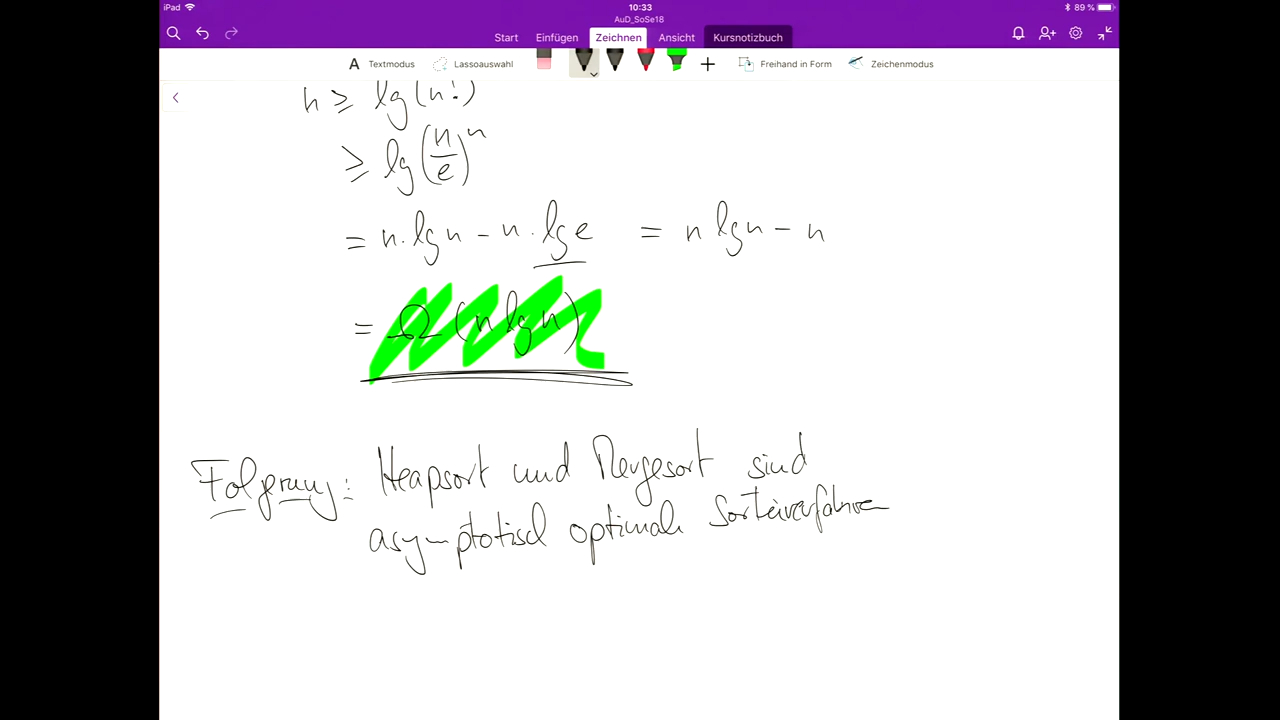 iPad
10:33
89 %
AuD_SoSe18
Start Einfügen Zeichnen Ansicht Kursnotizbuch
A Textmodus Lassoauswahl Freihand in Form Zeichenmodus
h ≥ lg(n!)
≥ lg(n/e)^n
= n·lg n - n·lg e = n lg n - n
= Ω(n lg n)
Folgerung: Heapsort und Mergesort sind
asymptotisch optimale Sortierverfahren